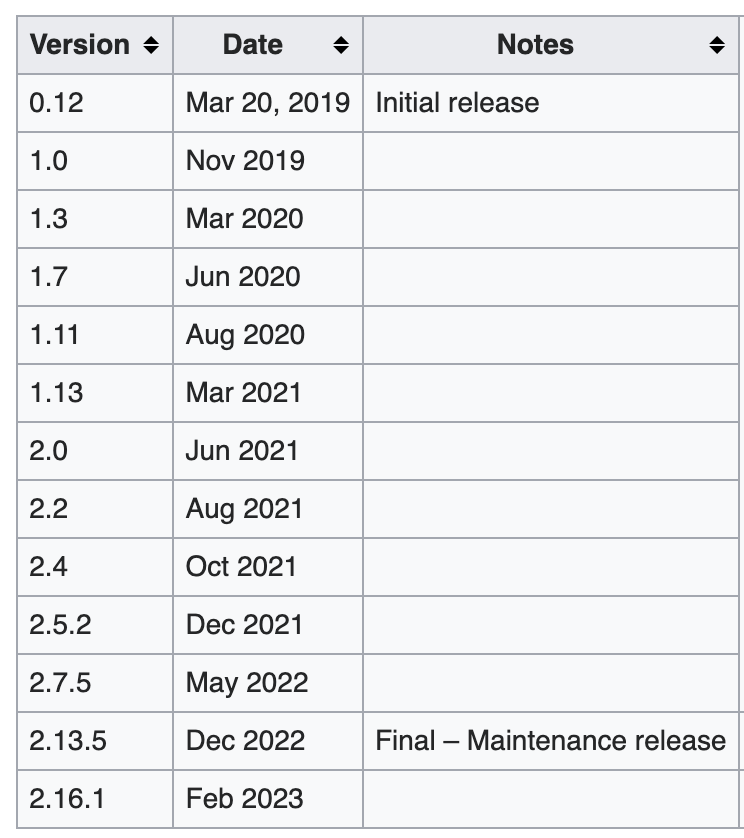 Version Date Notes
0.12 Mar 20, 2019 Initial release
1.0 Nov 2019
1.3 Mar 2020
1.7 Jun 2020
1.11 Aug 2020
1.13 Mar 2021
2.0 Jun 2021
2.2 Aug 2021
2.4 Oct 2021
2.5.2 Dec 2021
2.7.5 May 2022
2.13.5 Dec 2022 Final – Maintenance release
2.16.1 Feb 2023